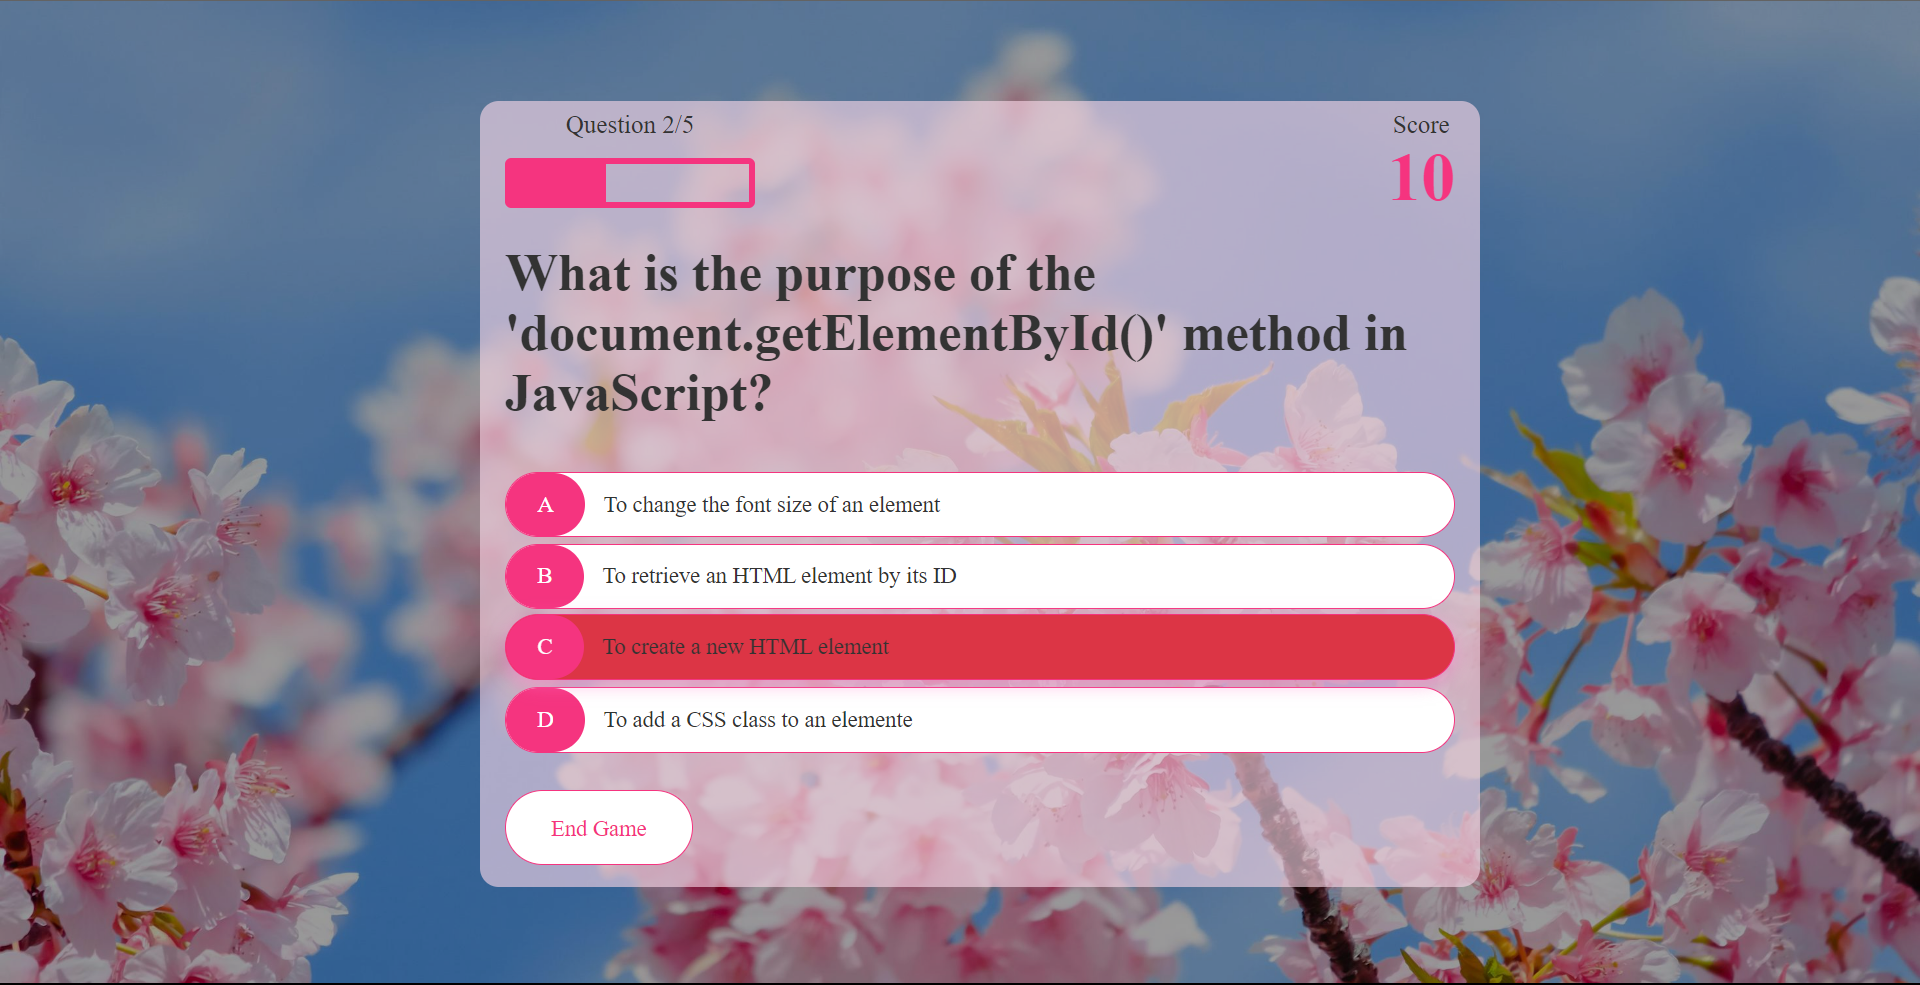 Question 2/5
Score
10
What is the purpose of the
'document.getElementById()' method in
JavaScript?
A To change the font size of an element
B To retrieve an HTML element by its ID
C To create a new HTML element
D To add a CSS class to an elemente
End Game